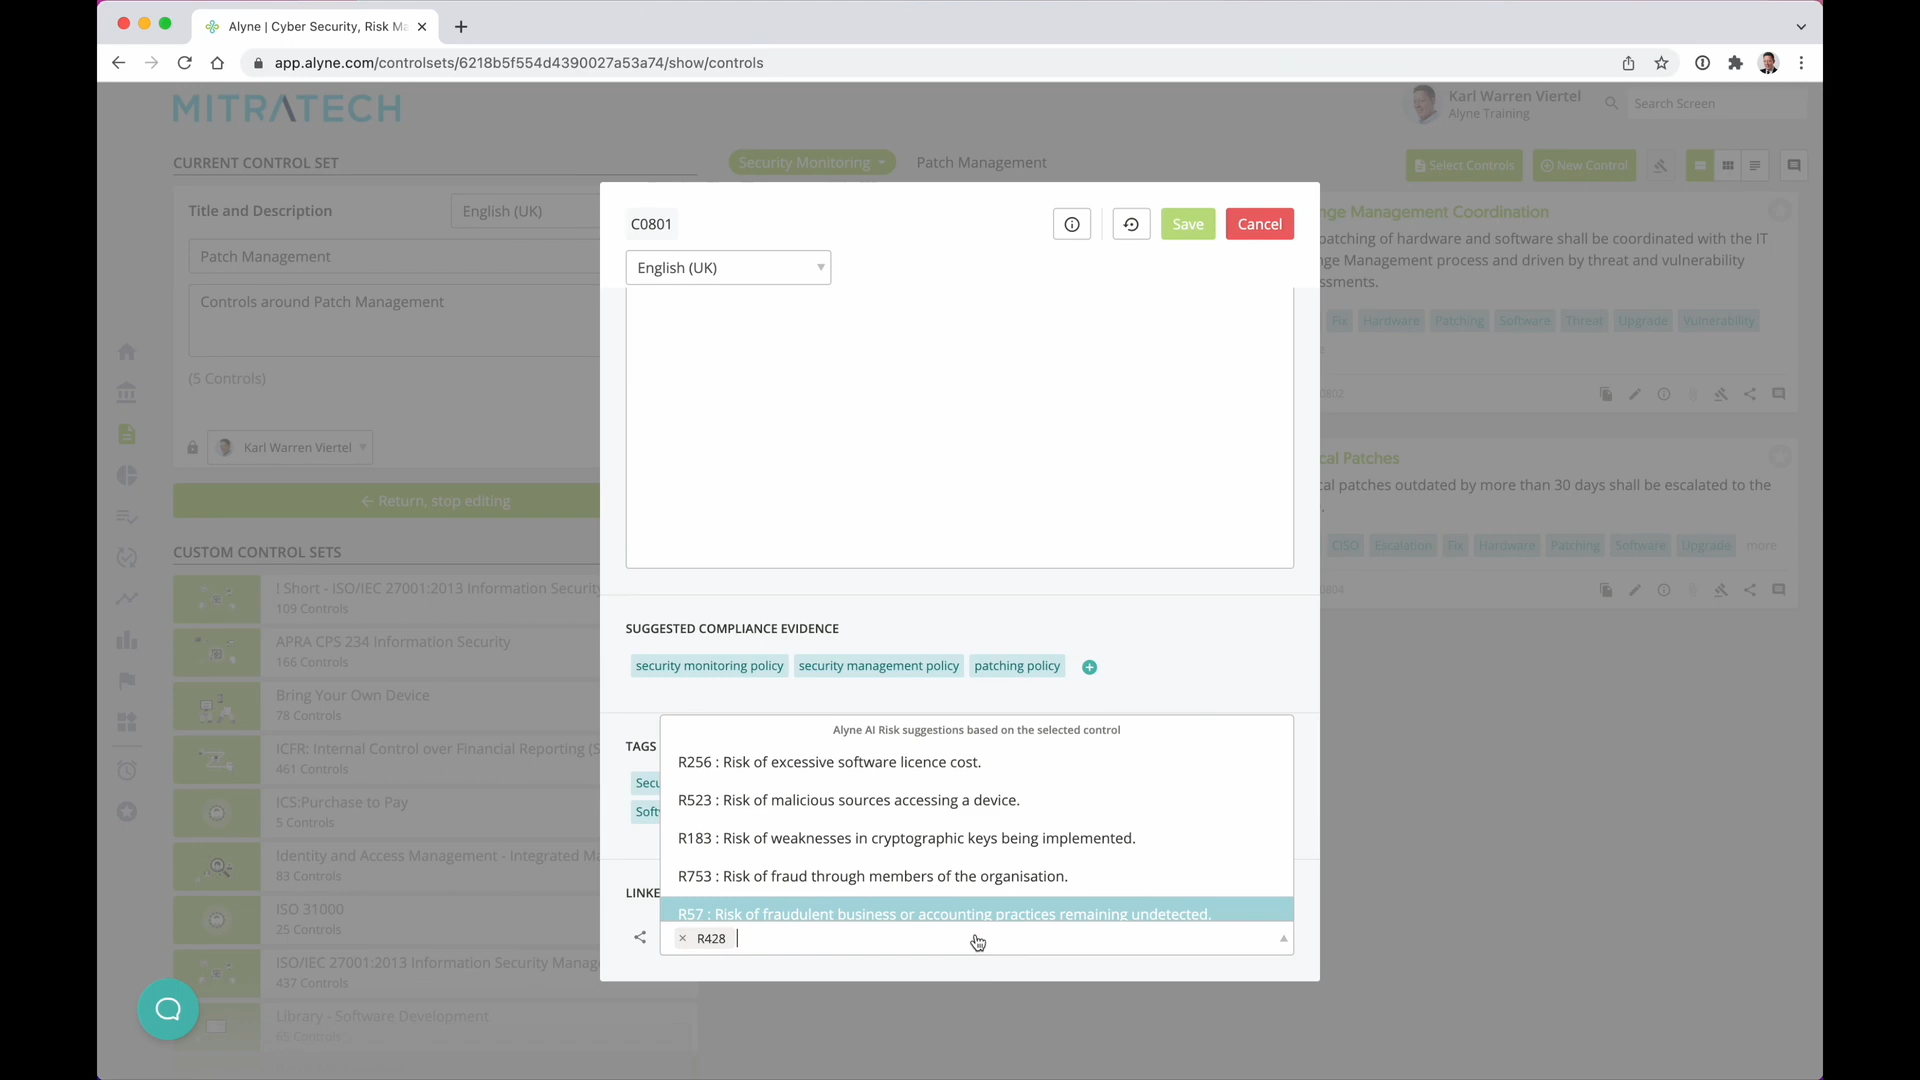 Alyne | Cyber Security, Risk Ma
app.alyne.com/controlsets/6218b5f554d4390027a53a74/show/controls
MITRATECH
Karl Warren Viertel
Alyne Training
Search Screen
CURRENT CONTROL SET
Security Monitoring
Patch Management
Select Controls
New Control
Title and Description
English (UK)
Patch Management
Controls around Patch Management
(5 Controls)
Karl Warren Viertel
← Return, stop editing
CUSTOM CONTROL SETS
! Short - ISO/IEC 27001:2013 Information Security
109 Controls
APRA CPS 234 Information Security
166 Controls
Bring Your Own Device
78 Controls
ICFR: Internal Control over Financial Reporting (S
461 Controls
ICS:Purchase to Pay
5 Controls
Identity and Access Management - Integrated Ma
83 Controls
ISO 31000
25 Controls
ISO/IEC 27001:2013 Information Security Manag
437 Controls
Library - Software Development
65 Controls
C0801
Save
Cancel
English (UK)
SUGGESTED COMPLIANCE EVIDENCE
security monitoring policy security management policy patching policy
TAGS
Secu
Soft
Alyne AI Risk suggestions based on the selected control
R256 : Risk of excessive software licence cost.
R523 : Risk of malicious sources accessing a device.
R183 : Risk of weaknesses in cryptographic keys being implemented.
R753 : Risk of fraud through members of the organisation.
R57 : Risk of fraudulent business or accounting practices remaining undetected.
LINKE
× R428
nge Management Coordination
patching of hardware and software shall be coordinated with the IT
nge Management process and driven by threat and vulnerability
ssments.
Fix Hardware Patching Software Threat Upgrade Vulnerability
0802
cal Patches
cal patches outdated by more than 30 days shall be escalated to the
CISO Escalation Fix Hardware Patching Software Upgrade more
0804